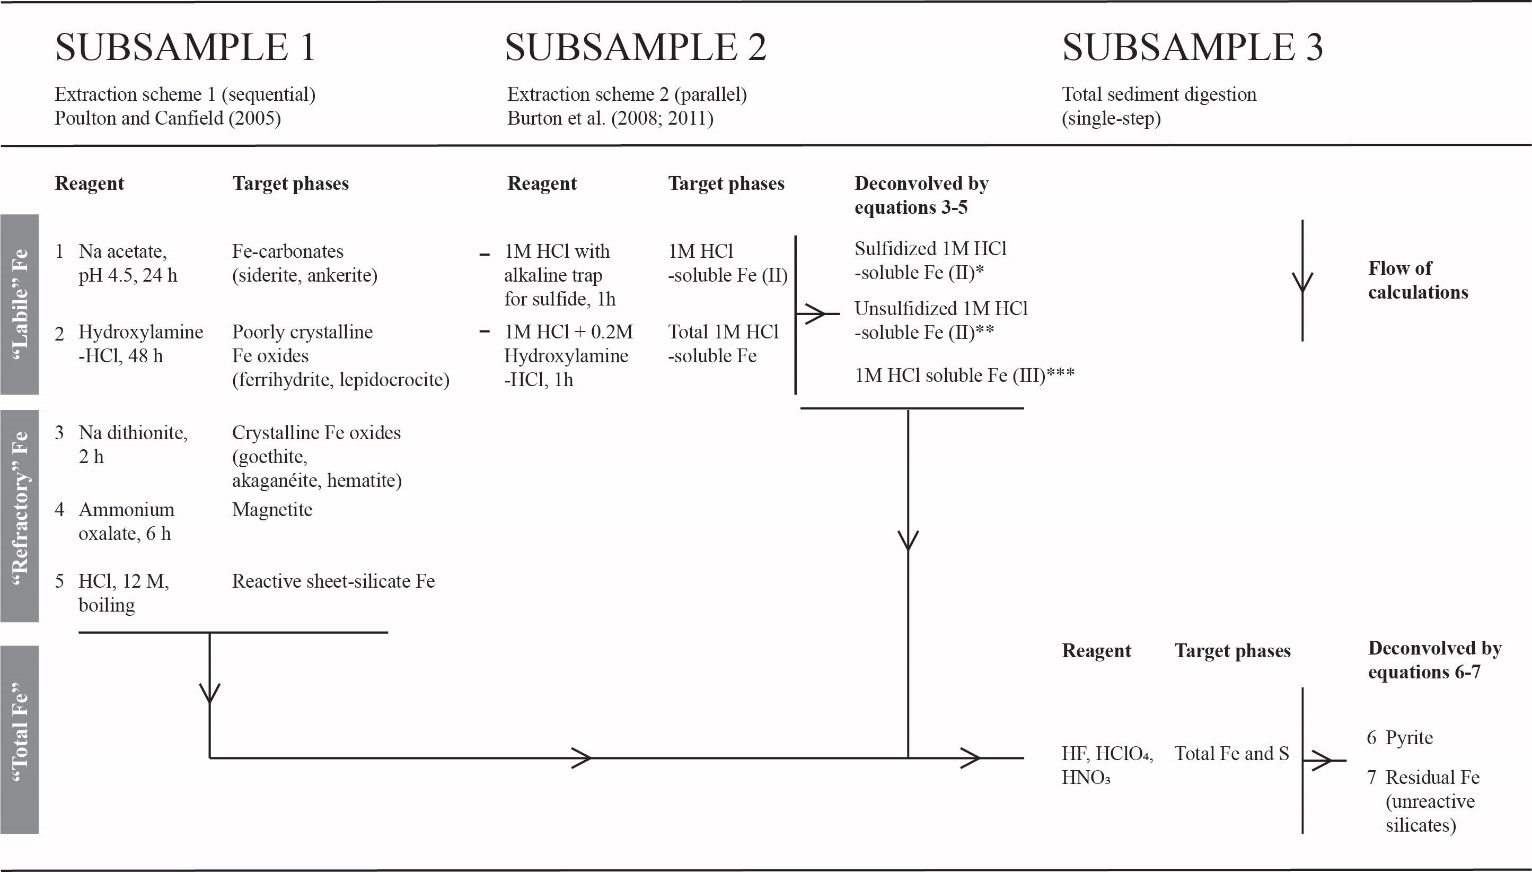 SUBSAMPLE 1
Extraction scheme 1 (sequential)
Poulton and Canfield (2005)
SUBSAMPLE 2
Extraction scheme 2 (parallel)
Burton et al. (2008; 2011)
SUBSAMPLE 3
Total sediment digestion
(single-step)
"Labile" Fe
Reagent
Target phases
1 Na acetate,
pH 4.5, 24 h
Fe-carbonates
(siderite, ankerite)
2 Hydroxylamine
-HCl, 48 h
Poorly crystalline
Fe oxides
(ferrihydrite, lepidocrocite)
Reagent
Target phases
– 1M HCl with
alkaline trap
for sulfide, 1h
1M HCl
-soluble Fe (II)
– 1M HCl + 0.2M
Hydroxylamine
-HCl, 1h
Total 1M HCl
-soluble Fe
Deconvolved by
equations 3-5
Sulfidized 1M HCl
-soluble Fe (II)*
Unsulfidized 1M HCl
-soluble Fe (II)**
1M HCl soluble Fe (III)***
Flow of
calculations
"Refractory" Fe
3 Na dithionite,
2 h
Crystalline Fe oxides
(goethite,
akaganéite, hematite)
4 Ammonium
oxalate, 6 h
Magnetite
5 HCl, 12 M,
boiling
Reactive sheet-silicate Fe
"Total Fe"
Reagent
Target phases
HF, HClO₄,
HNO₃
Total Fe and S
Deconvolved by
equations 6-7
6 Pyrite
7 Residual Fe
(unreactive
silicates)